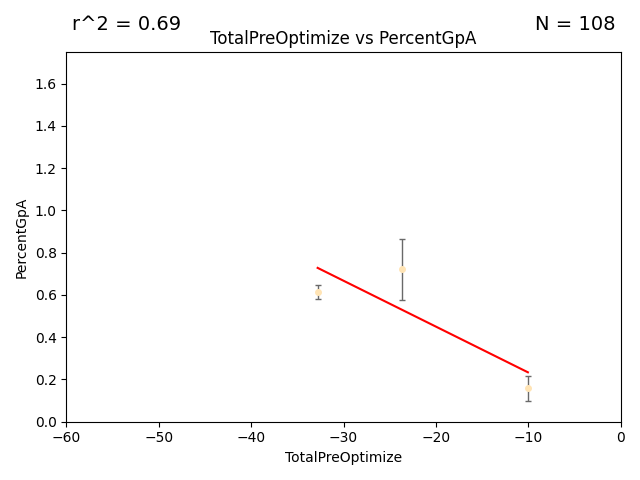 r^2 = 0.69
N = 108
TotalPreOptimize vs PercentGpA
PercentGpA
1.6
1.4
1.2
1.0
0.8
0.6
0.4
0.2
0.0
−60 −50 −40 −30 −20 −10 0
TotalPreOptimize